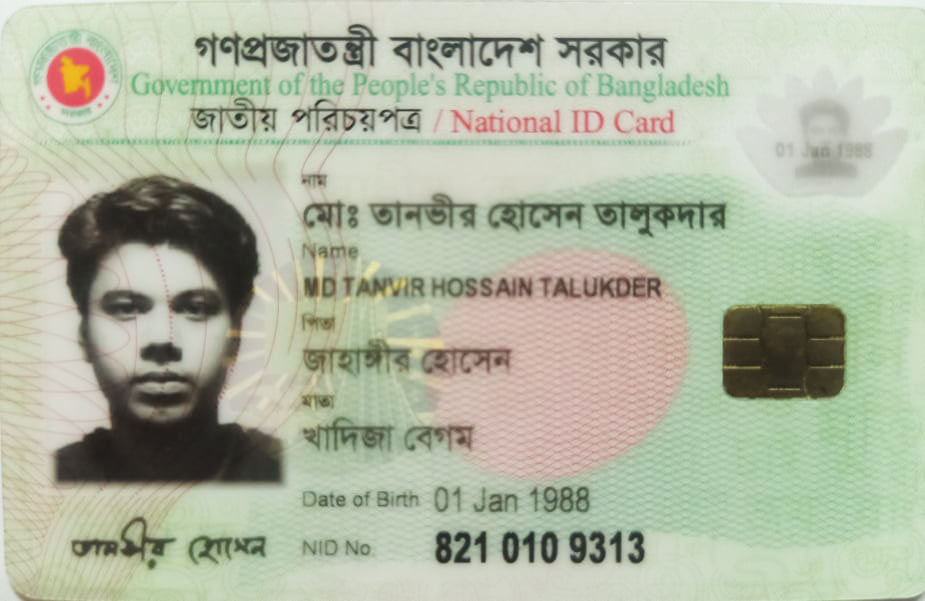 গণপ্রজাতন্ত্রী বাংলাদেশ সরকার
Government of the People's Republic of Bangladesh
জাতীয় পরিচয়পত্র / National ID Card
01 Jan 1988
নাম
মোঃ তানভীর হোসেন তালুকদার
Name
MD TANVIR HOSSAIN TALUKDER
পিতা
জাহাঙ্গীর হোসেন
মাতা
খাদিজা বেগম
Date of Birth 01 Jan 1988
তানভীর হোসেন
NID No. 821 010 9313